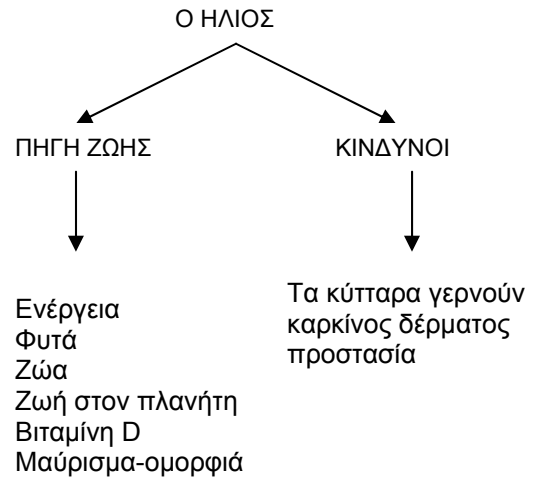 Ο ΗΛΙΟΣ
ΠΗΓΗ ΖΩΗΣ
ΚΙΝΔΥΝΟΙ
Ενέργεια
Φυτά
Ζώα
Ζωή στον πλανήτη
Βιταμίνη D
Μαύρισμα-ομορφιά
Τα κύτταρα γερνούν
καρκίνος δέρματος
προστασία